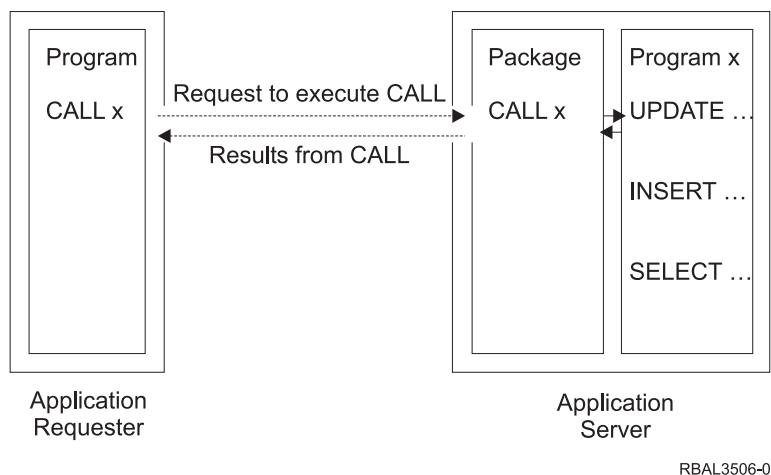 Program
CALL x
Request to execute CALL
Results from CALL
Package
CALL x
Program x
UPDATE ...
INSERT ...
SELECT ...
Application
Requester
Application
Server
RBAL3506-0